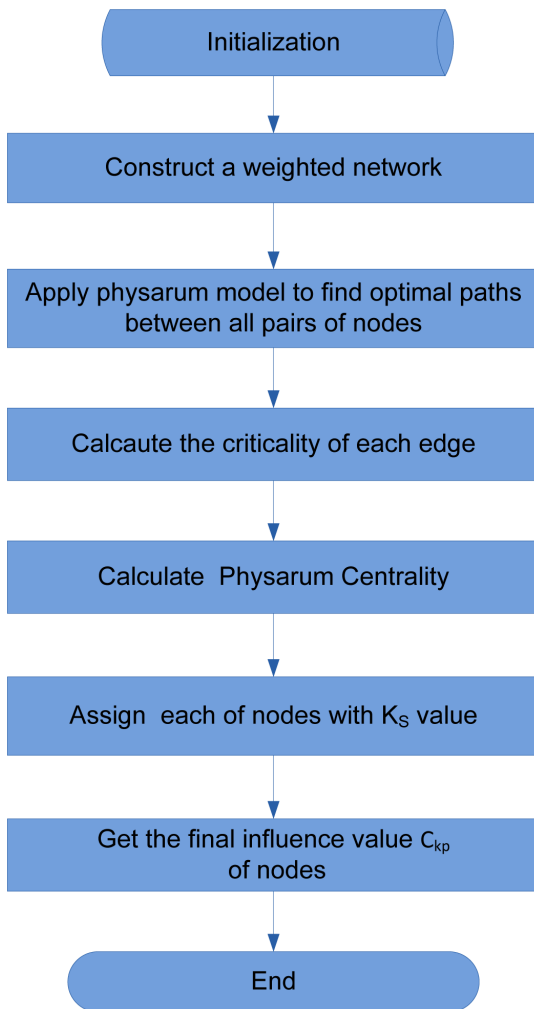 Initialization
Construct a weighted network
Apply physarum model to find optimal paths
between all pairs of nodes
Calcaute the criticality of each edge
Calculate  Physarum Centrality
Assign  each of nodes with K_S value
Get the final influence value C_kp
of nodes
End